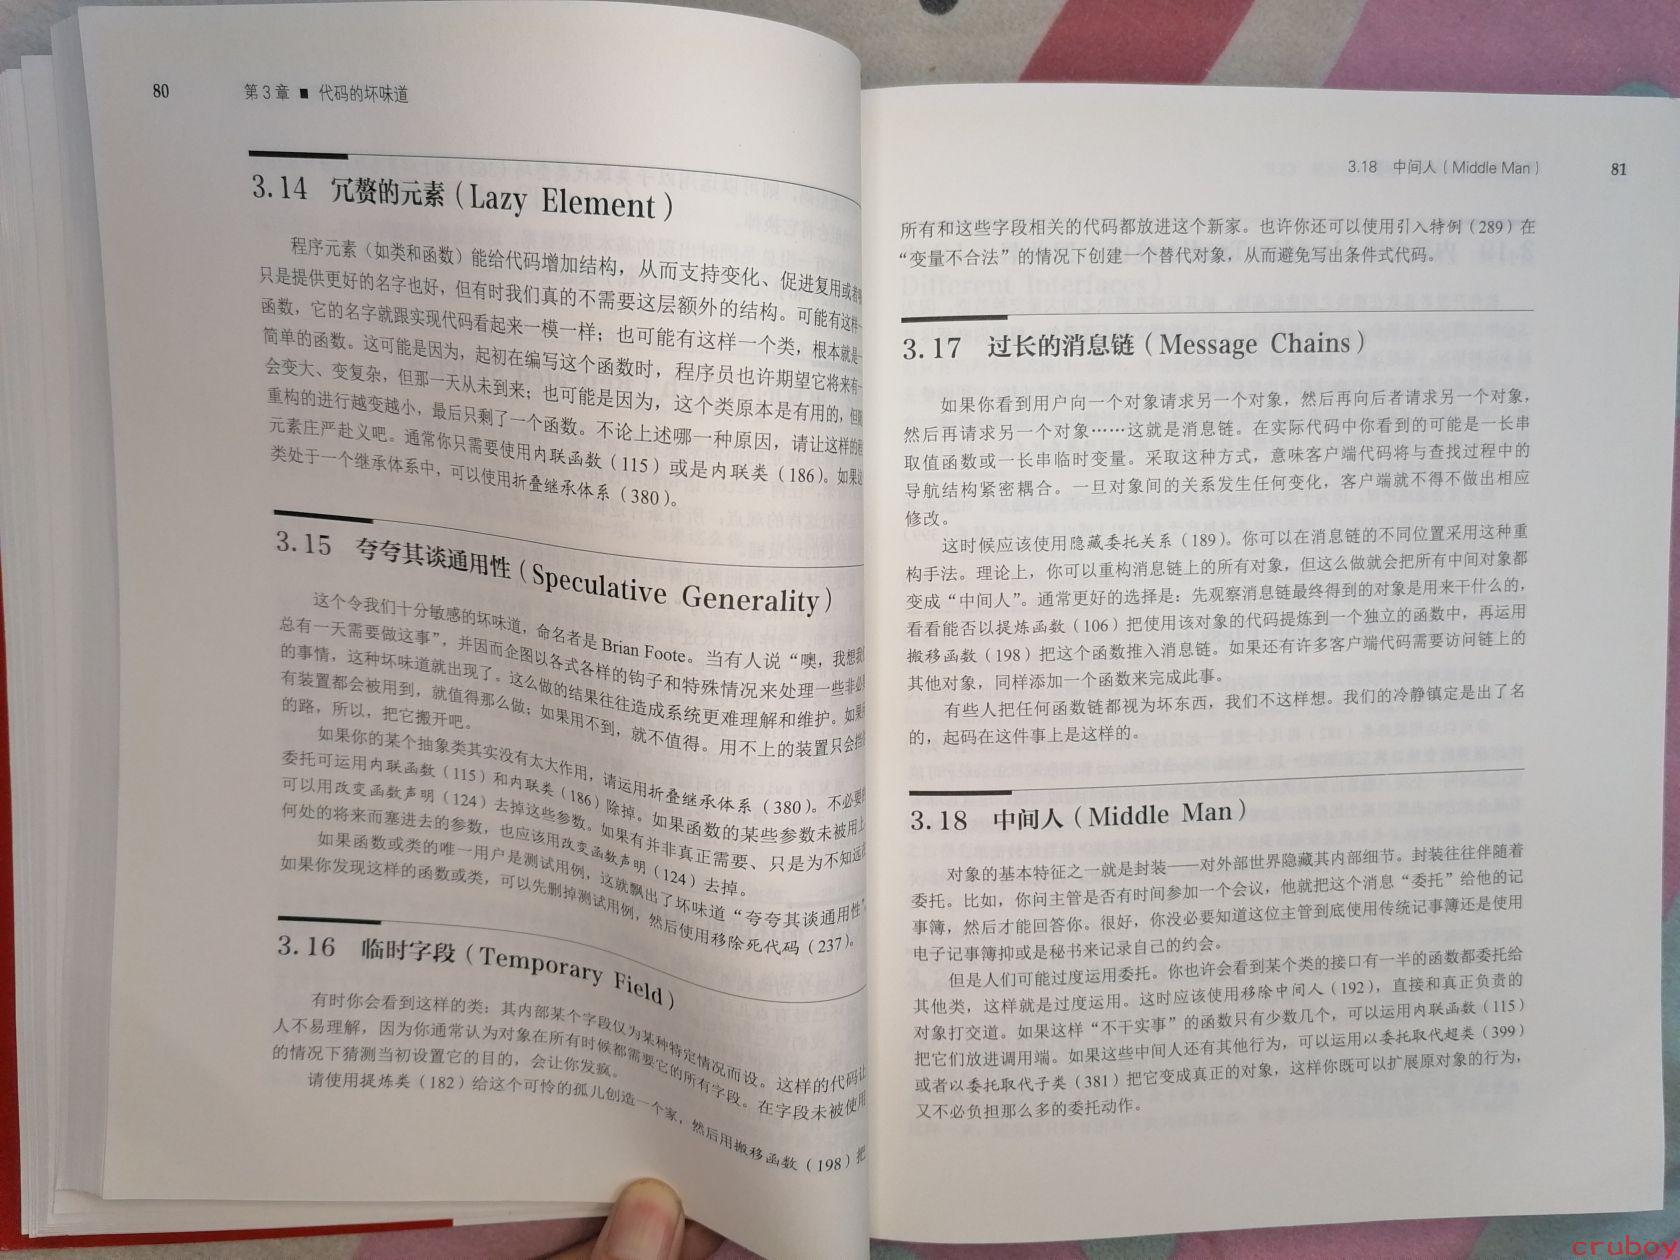 80 第3章 ■ 代码的坏味道
3.14 冗赘的元素（Lazy Element）
程序元素（如类和函数）能给代码增加结构，从而支持变化、促进复用或者
只是提供更好的名字也好，但有时我们真的不需要这层额外的结构。可能有这样一
函数，它的名字就跟实现代码看起来一模一样；也可能有这样一个类，根本就是一
简单的函数。这可能是因为，起初在编写这个函数时，程序员也许期望它将来有一
会变大、变复杂，但那一天从未到来；也可能是因为，这个类原本是有用的，但随
重构的进行越变越小，最后只剩了一个函数。不论上述哪一种原因，请让这样的程
元素庄严赴义吧。通常你只需要使用内联函数（115）或是内联类（186）。如果这
类处于一个继承体系中，可以使用折叠继承体系（380）。
3.15 夸夸其谈通用性（Speculative Generality）
这个令我们十分敏感的坏味道，命名者是 Brian Foote。当有人说“噢，我想我们
总有一天需要做这事”，并因而企图以各式各样的钩子和特殊情况来处理一些非必要
的事情，这种坏味道就出现了。这么做的结果往往造成系统更难理解和维护。如果所
有装置都会被用到，就值得那么做；如果用不到，就不值得。用不上的装置只会挡你
的路，所以，把它搬开吧。
如果你的某个抽象类其实没有太大作用，请运用折叠继承体系（380）。不必要的
委托可运用内联函数（115）和内联类（186）除掉。如果函数的某些参数未被用上，
可以用改变函数声明（124）去掉这些参数。如果有并非真正需要、只是为不知远在
何处的将来而塞进去的参数，也应该用改变函数声明（124）去掉。
如果函数或类的唯一用户是测试用例，这就飘出了坏味道“夸夸其谈通用性”。
如果你发现这样的函数或类，可以先删掉测试用例，然后使用移除死代码（237）。
3.16 临时字段（Temporary Field）
有时你会看到这样的类：其内部某个字段仅为某种特定情况而设。这样的代码让
人不易理解，因为你通常认为对象在所有时候都需要它的所有字段。在字段未被使用
的情况下猜测当初设置它的目的，会让你发疯。
请使用提炼类（182）给这个可怜的孤儿创造一个家，然后用搬移函数（198）把
3.18 中间人（Middle Man） 81
所有和这些字段相关的代码都放进这个新家。也许你还可以使用引入特例（289）在
“变量不合法”的情况下创建一个替代对象，从而避免写出条件式代码。
3.17 过长的消息链（Message Chains）
如果你看到用户向一个对象请求另一个对象，然后再向后者请求另一个对象，
然后再请求另一个对象……这就是消息链。在实际代码中你看到的可能是一长串
取值函数或一长串临时变量。采取这种方式，意味客户端代码将与查找过程中的
导航结构紧密耦合。一旦对象间的关系发生任何变化，客户端就不得不做出相应
修改。
这时候应该使用隐藏委托关系（189）。你可以在消息链的不同位置采用这种重
构手法。理论上，你可以重构消息链上的所有对象，但这么做就会把所有中间对象都
变成“中间人”。通常更好的选择是：先观察消息链最终得到的对象是用来干什么的，
看看能否以提炼函数（106）把使用该对象的代码提炼到一个独立的函数中，再运用
搬移函数（198）把这个函数推入消息链。如果还有许多客户端代码需要访问链上的
其他对象，同样添加一个函数来完成此事。
有些人把任何函数链都视为坏东西，我们不这样想。我们的冷静镇定是出了名
的，起码在这件事上是这样的。
3.18 中间人（Middle Man）
对象的基本特征之一就是封装——对外部世界隐藏其内部细节。封装往往伴随着
委托。比如，你问主管是否有时间参加一个会议，他就把这个消息“委托”给他的记
事簿，然后才能回答你。很好，你没必要知道这位主管到底使用传统记事簿还是使用
电子记事簿抑或是秘书来记录自己的约会。
但是人们可能过度运用委托。你也许会看到某个类的接口有一半的函数都委托给
其他类，这样就是过度运用。这时应该使用移除中间人（192），直接和真正负责的
对象打交道。如果这样“不干实事”的函数只有少数几个，可以运用内联函数（115）
把它们放进调用端。如果这些中间人还有其他行为，可以运用以委托取代超类（399）
或者以委托取代子类（381）把它变成真正的对象，这样你既可以扩展原对象的行为，
又不必负担那么多的委托动作。
cruboy